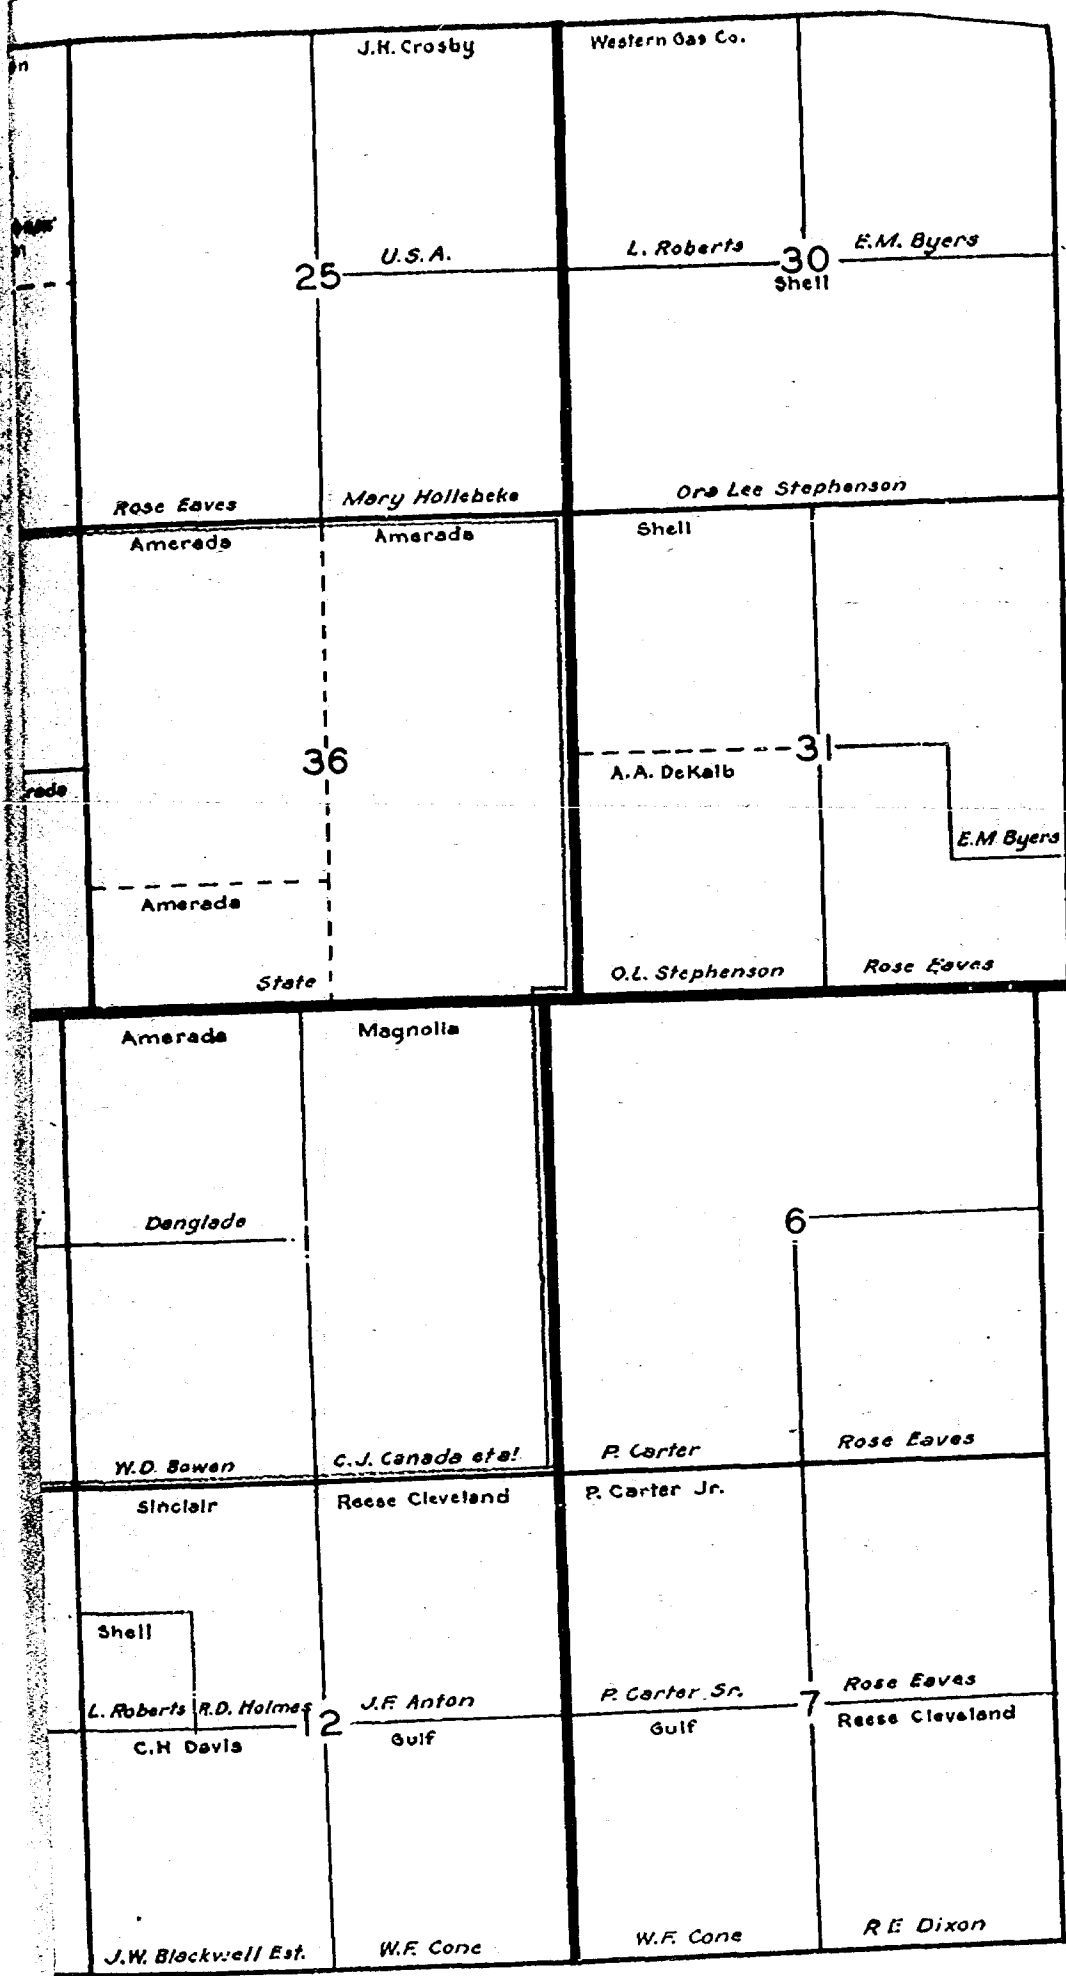 J.H. Crosby
Western Gas Co.
U.S.A.
L. Roberts
E.M. Byers
25
30
Shell
Rose Eaves
Mary Hollebeke
Ora Lee Stephenson
Amerada
Amerada
Shell
36
31
A.A. DeKalb
E.M. Byers
Amerada
State
O.L. Stephenson
Rose Eaves
Amerada
Magnolia
Danglade
6
W.D. Bowen
C.J. Canada etal
P. Carter
Rose Eaves
Sinclair
Reese Cleveland
P. Carter Jr.
Shell
L. Roberts
R.D. Holmes
12
J.F. Anton
P. Carter Sr.
7
Rose Eaves
C.H Davis
Gulf
Gulf
Reese Cleveland
J.W. Blackwell Est.
W.F. Cone
W.F. Cone
R E Dixon